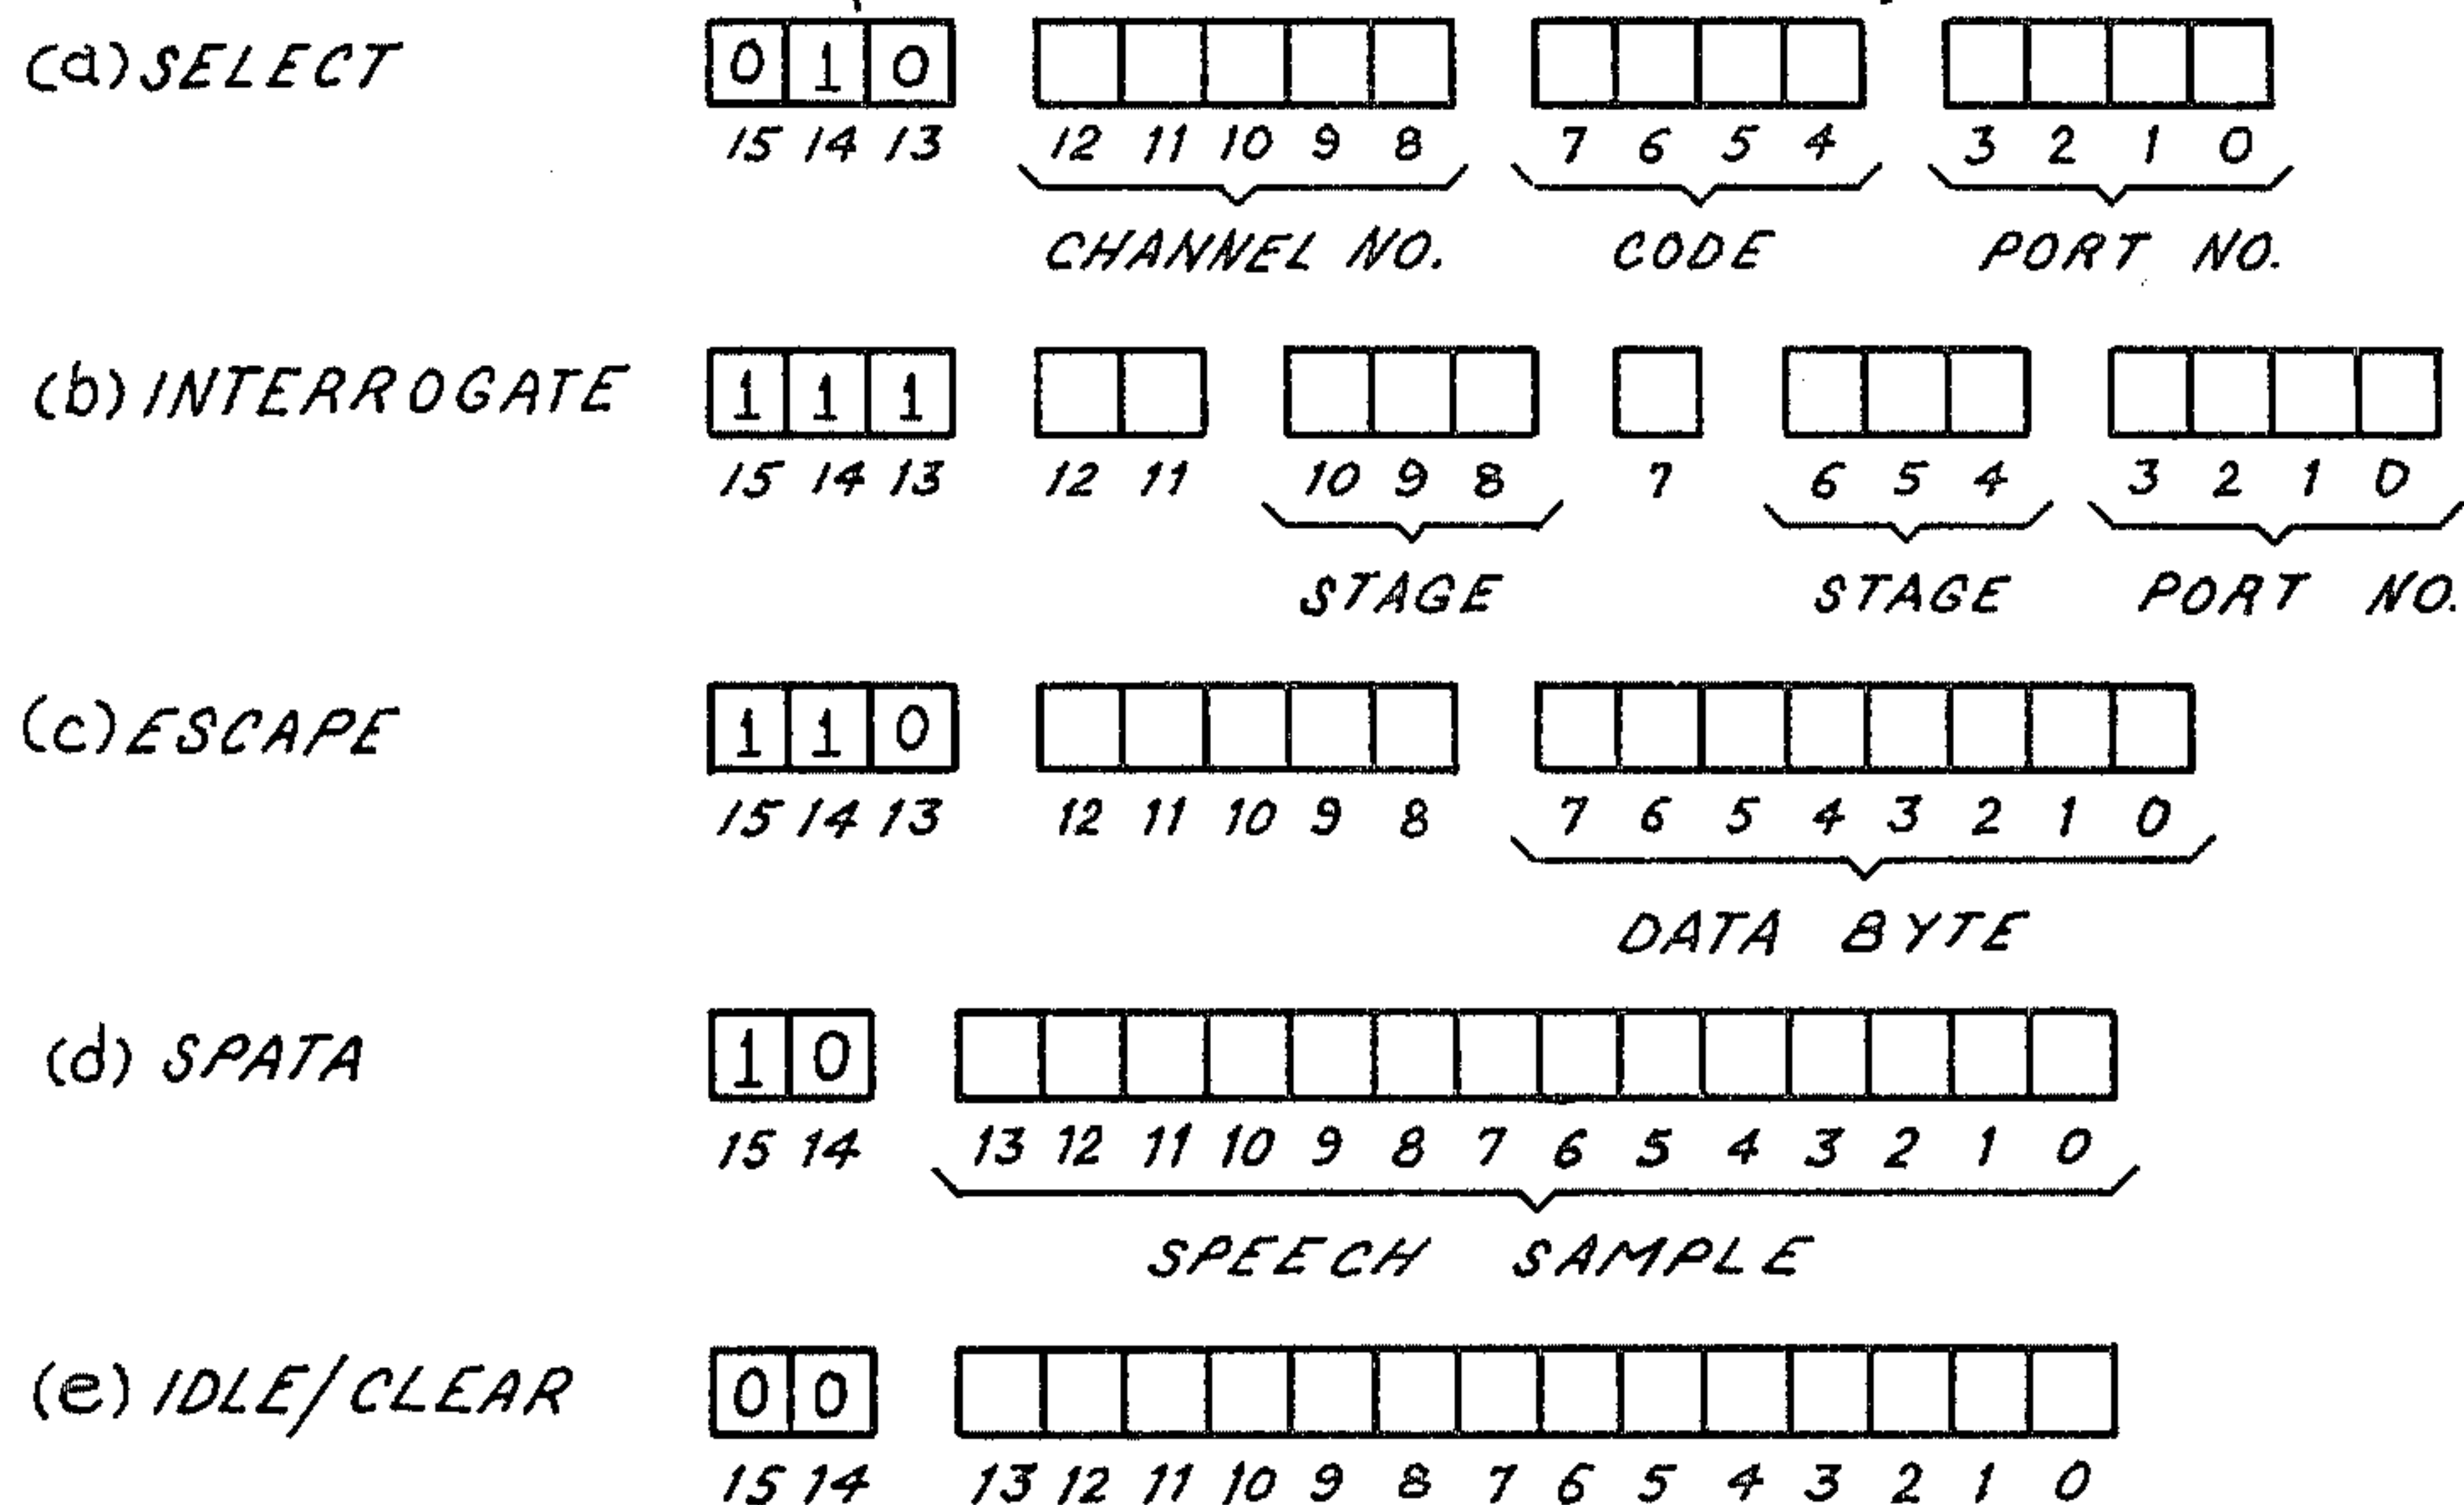 (a) SELECT 0 1 0
15 14 13 12 11 10 9 8 7 6 5 4 3 2 1 0
CHANNEL NO. CODE PORT NO.
(b) INTERROGATE 1 1 1
15 14 13 12 11 10 9 8 7 6 5 4 3 2 1 0
STAGE STAGE PORT NO.
(c) ESCAPE 1 1 0
15 14 13 12 11 10 9 8 7 6 5 4 3 2 1 0
DATA BYTE
(d) SPATA 1 0
15 14 13 12 11 10 9 8 7 6 5 4 3 2 1 0
SPEECH SAMPLE
(e) IDLE/CLEAR 0 0
15 14 13 12 11 10 9 8 7 6 5 4 3 2 1 0